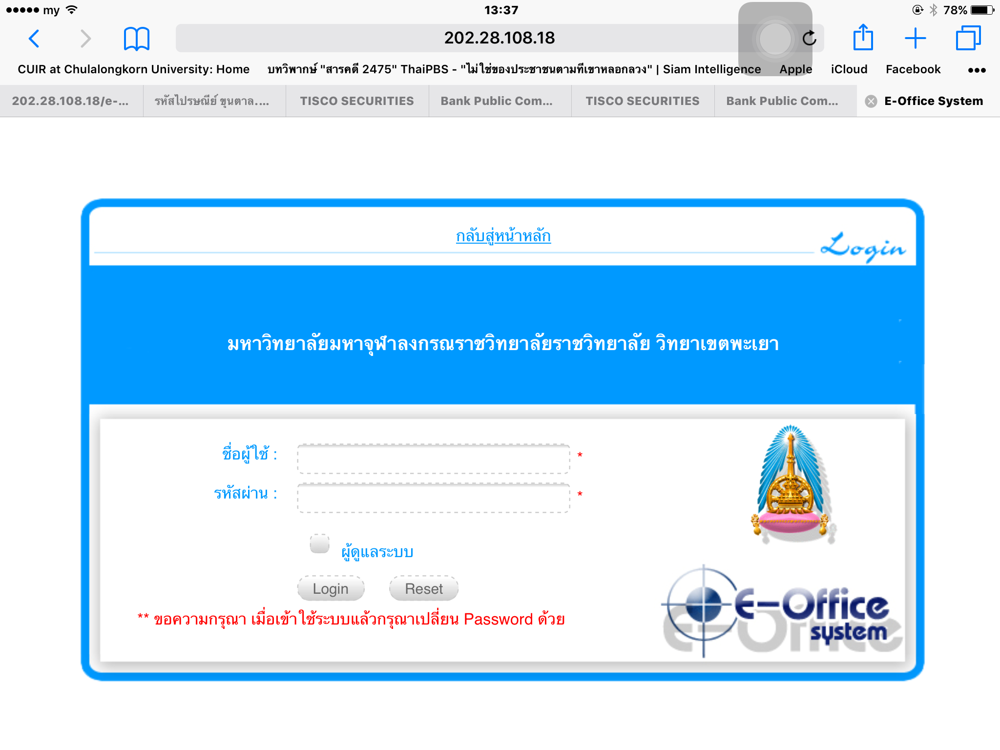 my 13:37 78%
202.28.108.18
CUIR at Chulalongkorn University: Home บทวิพากษ์ "สารคดี 2475" ThaiPBS - "ไม่ใช่ของประชาชนตามที่เขาหลอกลวง" | Siam Intelligence Apple iCloud Facebook •••
202.28.108.18/e-... รหัสไปรษณีย์ ขุนตาล.... TISCO SECURITIES Bank Public Com... TISCO SECURITIES Bank Public Com... E-Office System
กลับสู่หน้าหลัก
Login
มหาวิทยาลัยมหาจุฬาลงกรณราชวิทยาลัยราชวิทยาลัย วิทยาเขตพะเยา
ชื่อผู้ใช้ : *
รหัสผ่าน : *
ผู้ดูแลระบบ
Login Reset
** ขอความกรุณา เมื่อเข้าใช้ระบบแล้วกรุณาเปลี่ยน Password ด้วย
E-Office
system